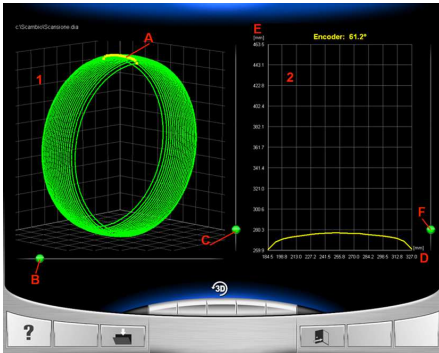 c:\Scambio\Scansione.dia
E
[mm]
Encoder: 61.2°
A
1
2
463.5
443.1
422.8
402.4
382.1
361.7
341.4
321.0
300.6
280.3
259.9
C
F
[mm]
D
184.5 198.8 213.0 227.2 241.5 255.8 270.0 284.2 298.5 312.8 327.0
B
3D
?